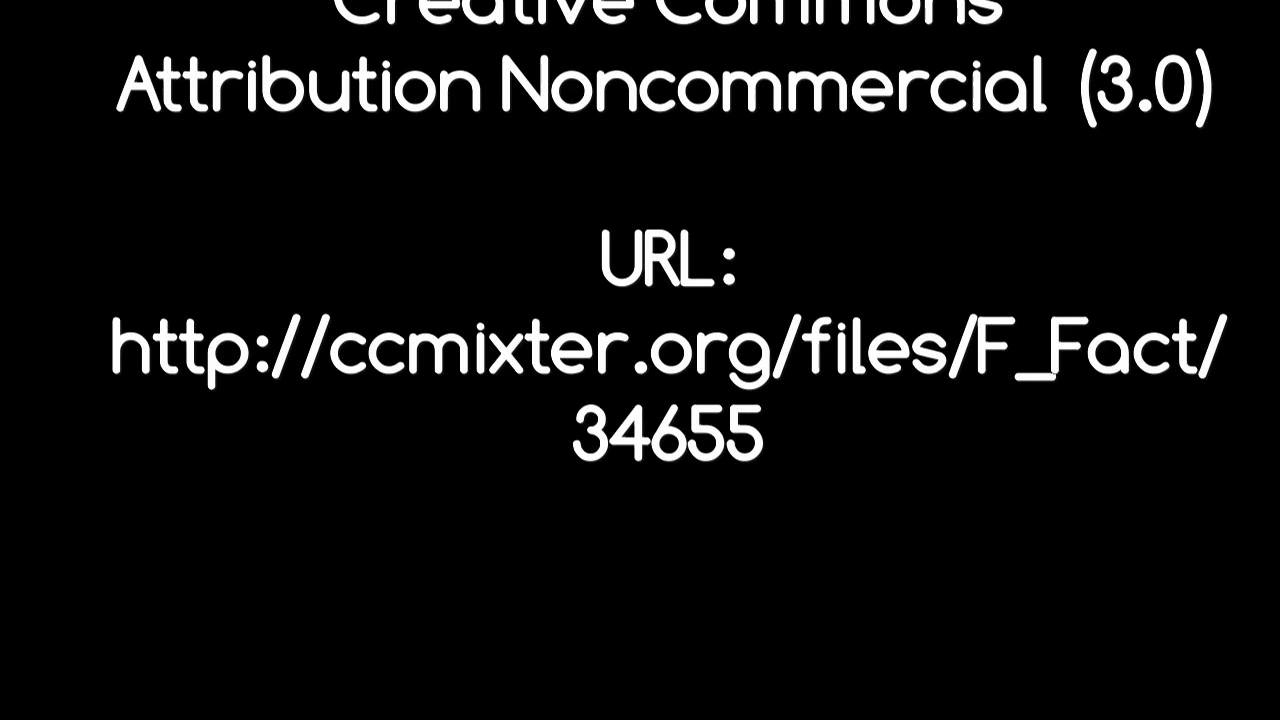 Creative Commons
Attribution Noncommercial (3.0)
URL:
http://ccmixter.org/files/F_Fact/
34655